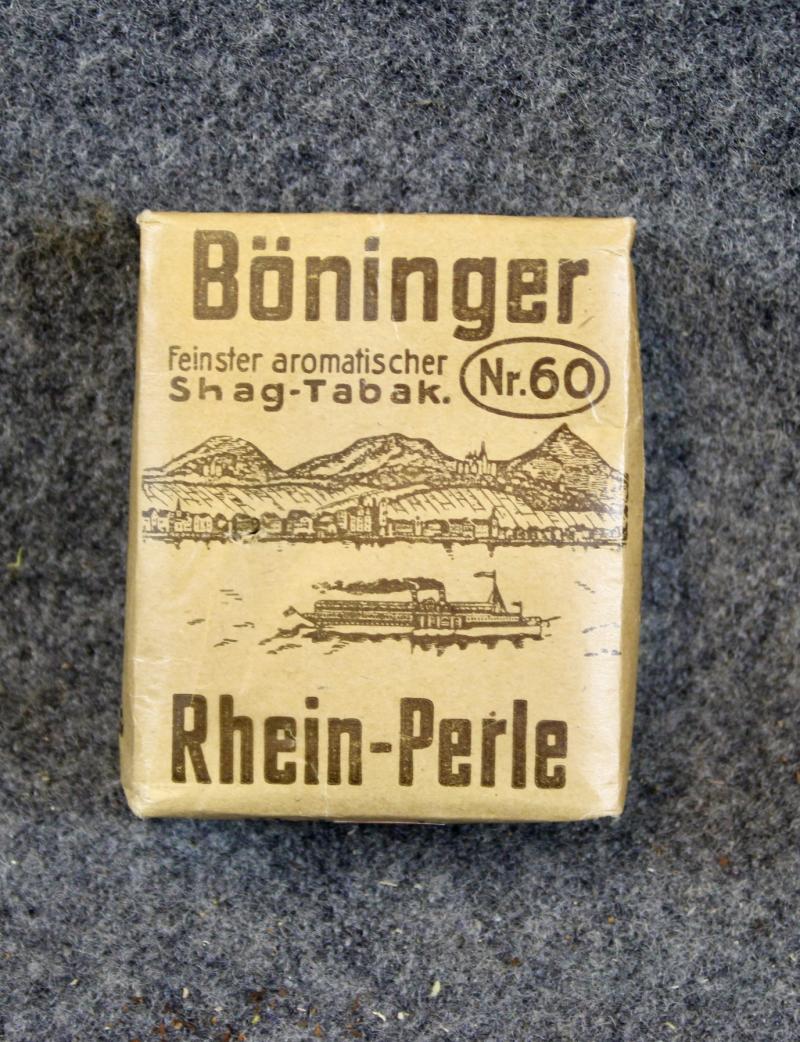 Böninger
Feinster aromatischer
Shag-Tabak.
Nr.60
Rhein-Perle